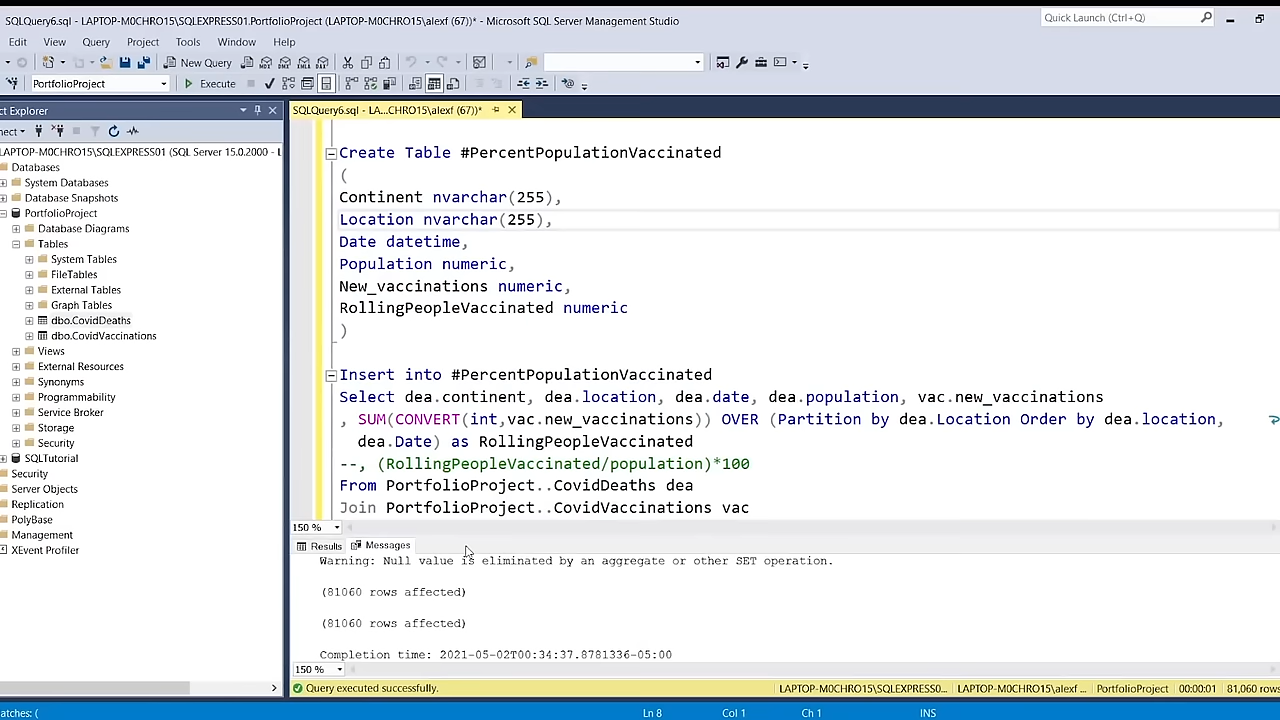 SQLQuery6.sql - LAPTOP-M0CHRO15\SQLEXPRESS01.PortfolioProject (LAPTOP-M0CHRO15\alexf (67))* - Microsoft SQL Server Management Studio
Quick Launch (Ctrl+Q)
Edit View Query Project Tools Window Help
New Query
PortfolioProject Execute
ct Explorer
SQLQuery6.sql - LA...CHRO15\alexf (67))*
nect
LAPTOP-M0CHRO15\SQLEXPRESS01 (SQL Server 15.0.2000 - L
Databases
System Databases
Database Snapshots
PortfolioProject
Database Diagrams
Tables
System Tables
FileTables
External Tables
Graph Tables
dbo.CovidDeaths
dbo.CovidVaccinations
Views
External Resources
Synonyms
Programmability
Service Broker
Storage
Security
SQLTutorial
Security
Server Objects
Replication
PolyBase
Management
XEvent Profiler
Create Table #PercentPopulationVaccinated
(
Continent nvarchar(255),
Location nvarchar(255),
Date datetime,
Population numeric,
New_vaccinations numeric,
RollingPeopleVaccinated numeric
)
Insert into #PercentPopulationVaccinated
Select dea.continent, dea.location, dea.date, dea.population, vac.new_vaccinations
, SUM(CONVERT(int,vac.new_vaccinations)) OVER (Partition by dea.Location Order by dea.location,
dea.Date) as RollingPeopleVaccinated
--, (RollingPeopleVaccinated/population)*100
From PortfolioProject..CovidDeaths dea
Join PortfolioProject..CovidVaccinations vac
150 %
Results Messages
Warning: Null value is eliminated by an aggregate or other SET operation.
(81060 rows affected)
(81060 rows affected)
Completion time: 2021-05-02T00:34:37.8781336-05:00
150 %
Query executed successfully. LAPTOP-M0CHRO15\SQLEXPRESS0... LAPTOP-M0CHRO15\alexf ... PortfolioProject 00:00:01 81,060 rows
atches: ( Ln 8 Col 1 Ch 1 INS